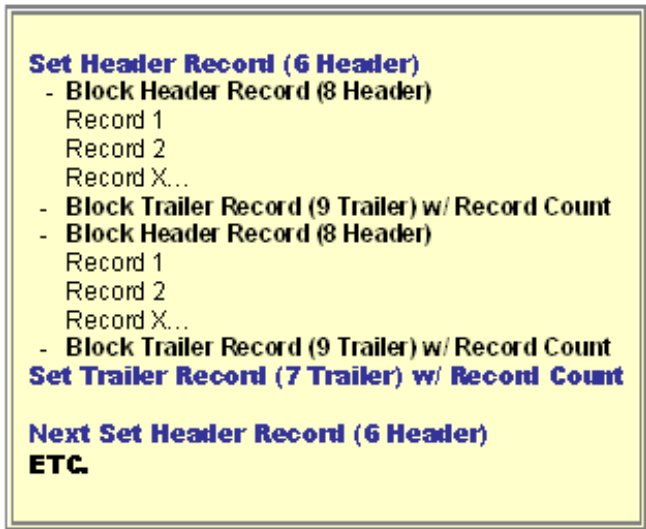 Set Header Record (6 Header)
- Block Header Record (8 Header)
Record 1
Record 2
Record X...
- Block Trailer Record (9 Trailer) w/ Record Count
- Block Header Record (8 Header)
Record 1
Record 2
Record X...
- Block Trailer Record (9 Trailer) w/ Record Count
Set Trailer Record (7 Trailer) w/ Record Count
Next Set Header Record (6 Header)
ETC.